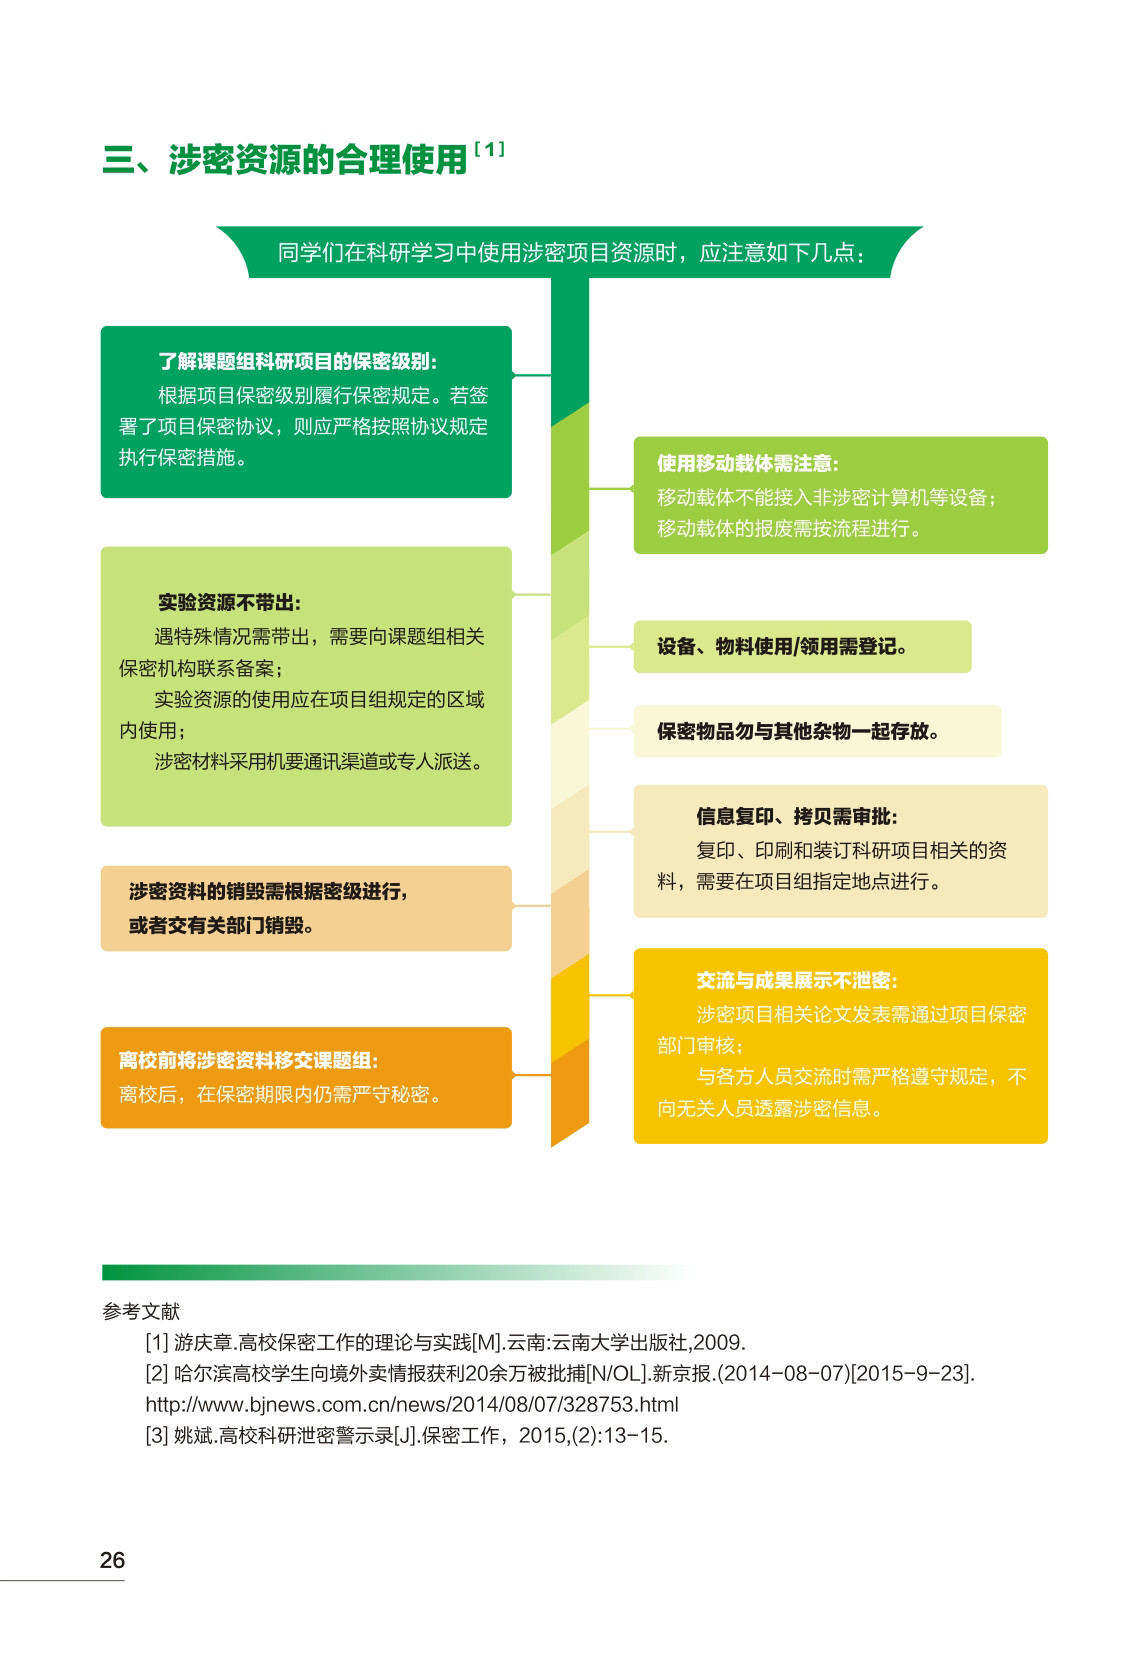 三、涉密资源的合理使用[1]
同学们在科研学习中使用涉密项目资源时，应注意如下几点：
了解课题组科研项目的保密级别：
根据项目保密级别履行保密规定。若签
署了项目保密协议，则应严格按照协议规定
执行保密措施。
使用移动载体需注意：
移动载体不能接入非涉密计算机等设备；
移动载体的报废需按流程进行。
实验资源不带出：
遇特殊情况需带出，需要向课题组相关
保密机构联系备案；
实验资源的使用应在项目组规定的区域
内使用；
涉密材料采用机要通讯渠道或专人派送。
设备、物料使用/领用需登记。
保密物品勿与其他杂物一起存放。
信息复印、拷贝需审批：
复印、印刷和装订科研项目相关的资
料，需要在项目组指定地点进行。
涉密资料的销毁需根据密级进行，
或者交有关部门销毁。
交流与成果展示不泄密：
涉密项目相关论文发表需通过项目保密
部门审核；
与各方人员交流时需严格遵守规定，不
向无关人员透露涉密信息。
离校前将涉密资料移交课题组：
离校后，在保密期限内仍需严守秘密。
参考文献
[1] 游庆章.高校保密工作的理论与实践[M].云南:云南大学出版社,2009.
[2] 哈尔滨高校学生向境外卖情报获利20余万被批捕[N/OL].新京报.(2014-08-07)[2015-9-23].
http://www.bjnews.com.cn/news/2014/08/07/328753.html
[3] 姚斌.高校科研泄密警示录[J].保密工作，2015,(2):13-15.
26